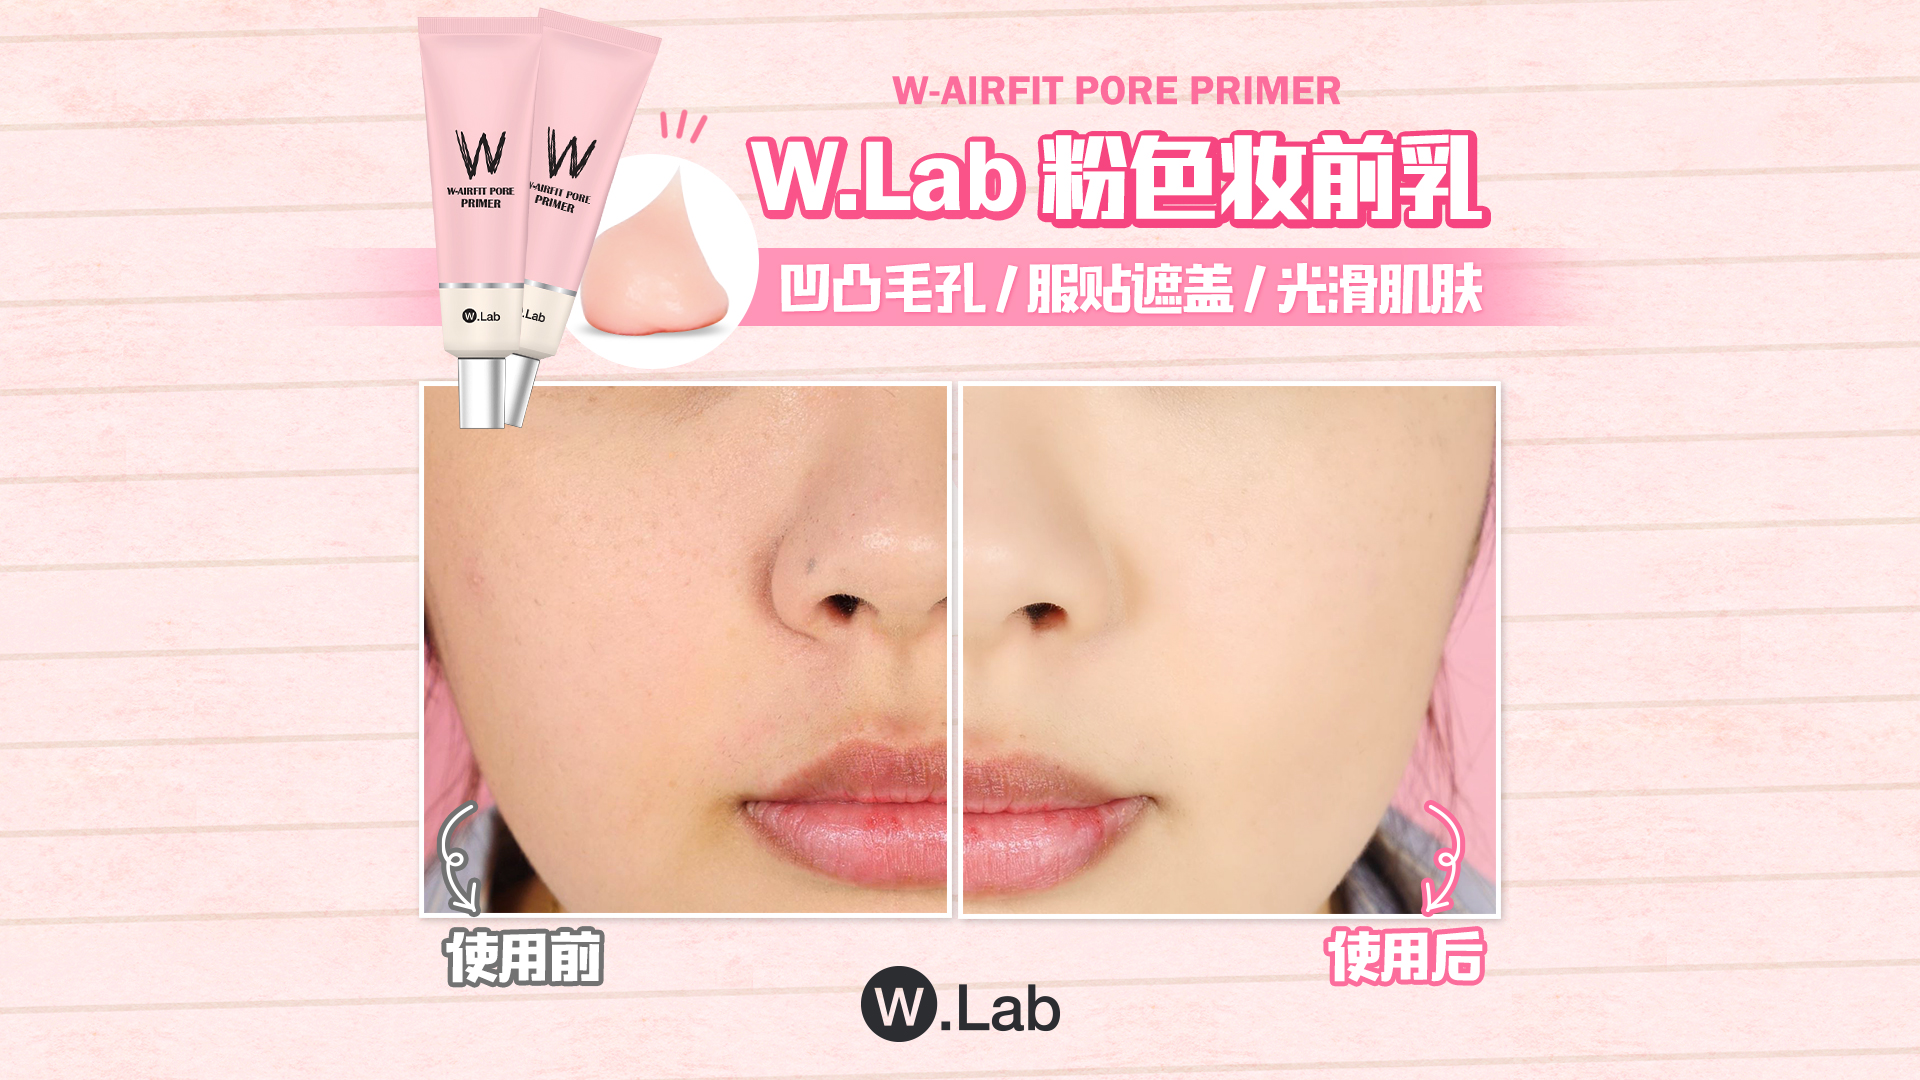 W-AIRFIT PORE PRIMER
W.Lab 粉色妆前乳
凹凸毛孔 / 服贴遮盖 / 光滑肌肤
W
W-AIRFIT PORE
PRIMER
W.Lab
W
W-AIRFIT PORE
PRIMER
.Lab
使用前
使用后
W.Lab